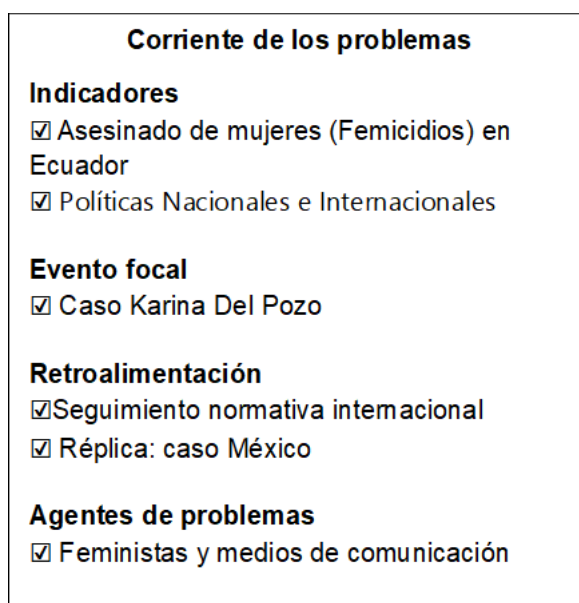 Corriente de los problemas
Indicadores
☑ Asesinado de mujeres (Femicidios) en
Ecuador
☑ Políticas Nacionales e Internacionales
Evento focal
☑ Caso Karina Del Pozo
Retroalimentación
☑Seguimiento normativa internacional
☑ Réplica: caso México
Agentes de problemas
☑ Feministas y medios de comunicación